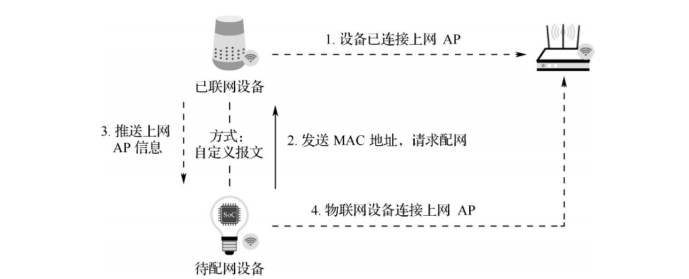 1. 设备已连接上网 AP
已联网设备
3. 推送上网
AP 信息
方式：
自定义报文
2. 发送 MAC 地址，请求配网
SoC
4. 物联网设备连接上网 AP
待配网设备